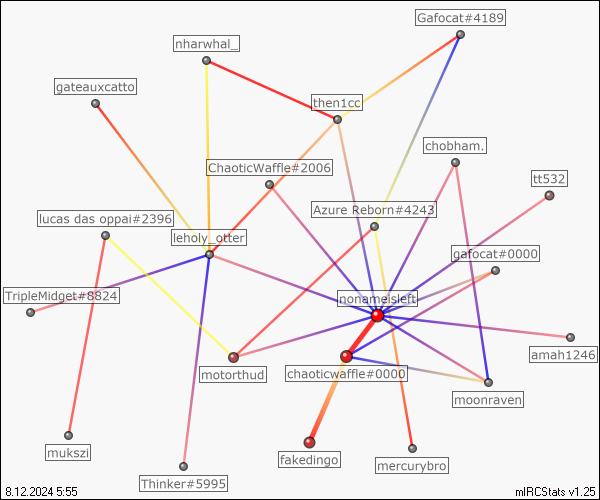 Gafocat#4189
nharwhal_
gateauxcatto
then1cc
chobham.
ChaoticWaffle#2006
tt532
Azure Reborn#4243
lucas das oppai#2396
leholy_otter
gafocat#0000
TripleMidget#8824
nonameisleft
amah1246
motorthud
chaoticwaffle#0000
moonraven
mukszi
fakedingo
mercurybro
Thinker#5995
8.12.2024 5:55
mIRCStats v1.25